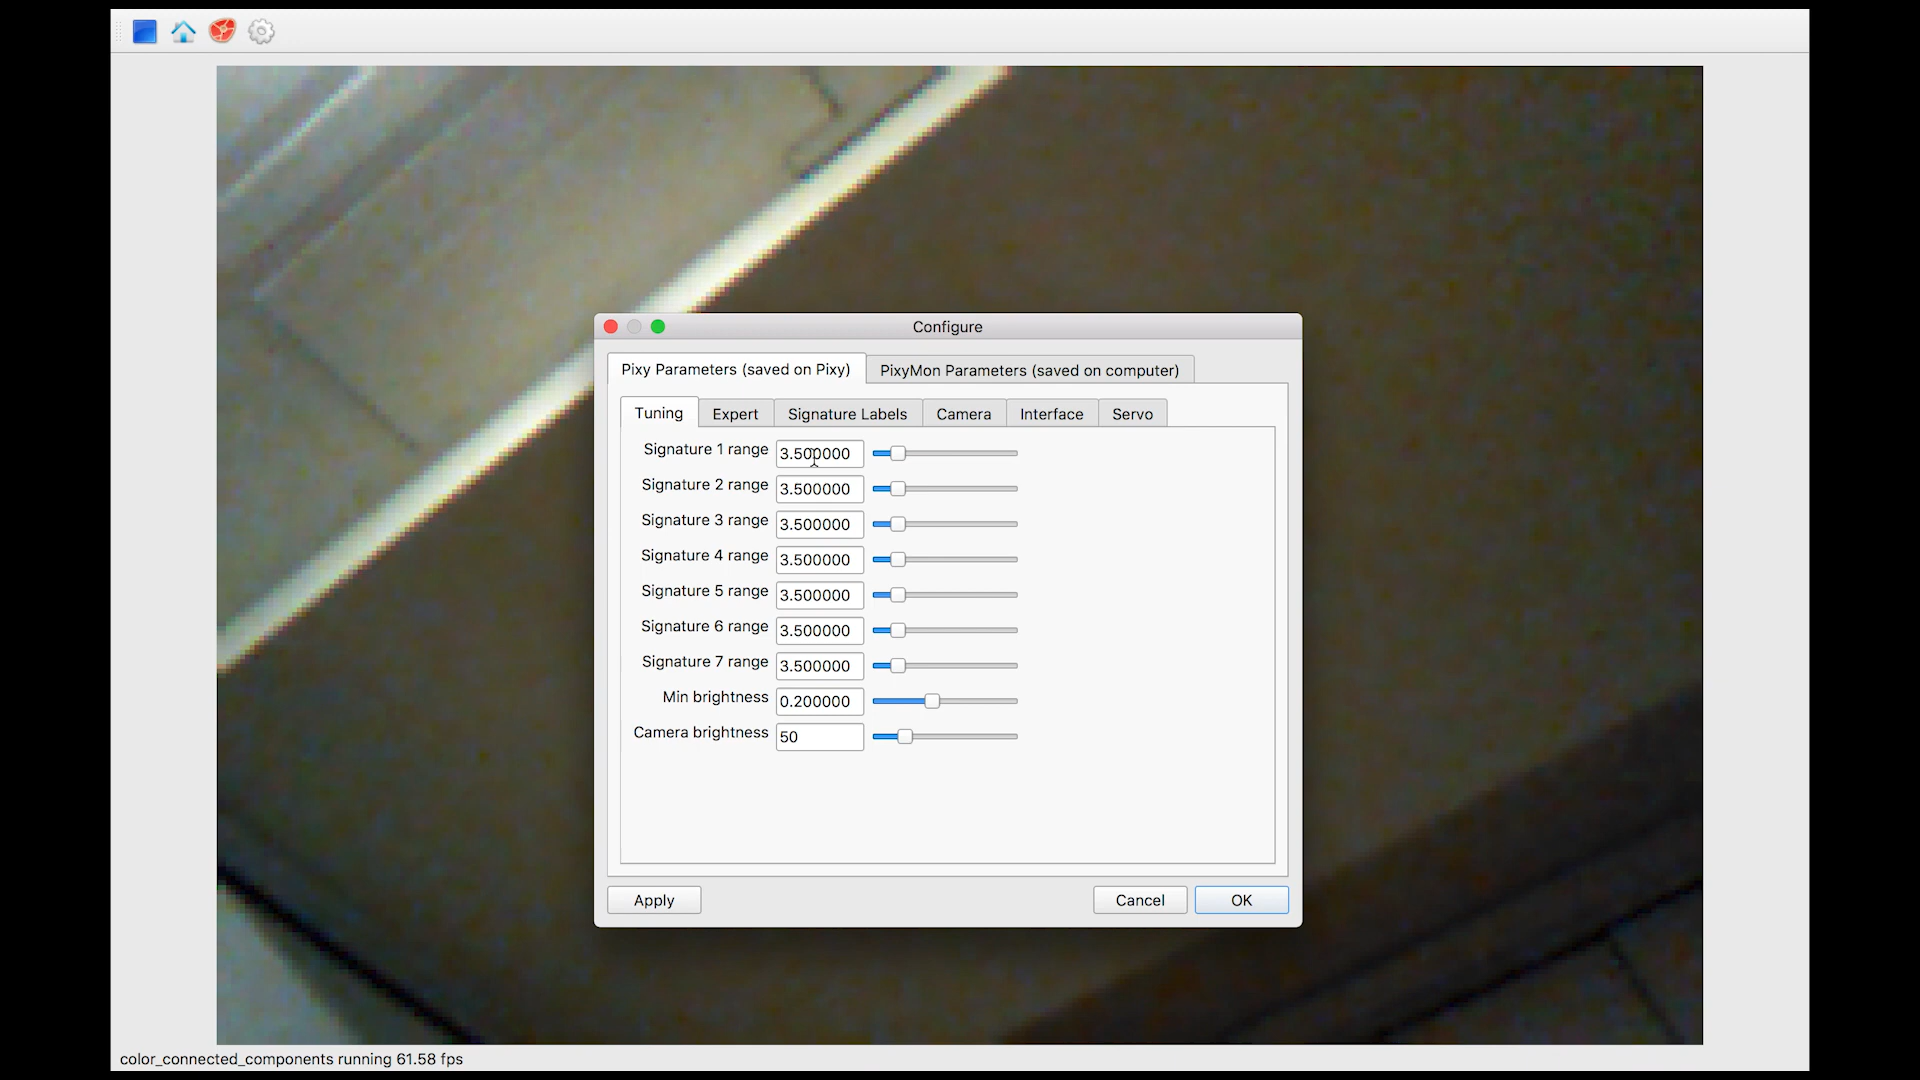 Configure
Pixy Parameters (saved on Pixy) PixyMon Parameters (saved on computer)
Tuning Expert Signature Labels Camera Interface Servo
Signature 1 range 3.500000
Signature 2 range 3.500000
Signature 3 range 3.500000
Signature 4 range 3.500000
Signature 5 range 3.500000
Signature 6 range 3.500000
Signature 7 range 3.500000
Min brightness 0.200000
Camera brightness 50
Apply Cancel OK
color_connected_components running 61.58 fps